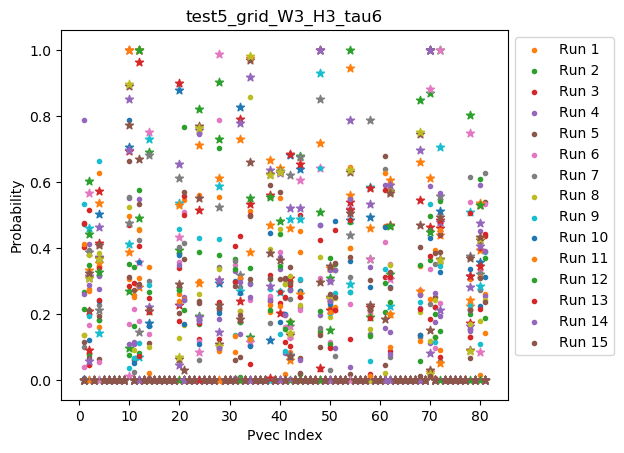 test5_grid_W3_H3_tau6
1.0
0.8
0.6
0.4
0.2
0.0
Probability
0 10 20 30 40 50 60 70 80
Pvec Index
Run 1
Run 2
Run 3
Run 4
Run 5
Run 6
Run 7
Run 8
Run 9
Run 10
Run 11
Run 12
Run 13
Run 14
Run 15